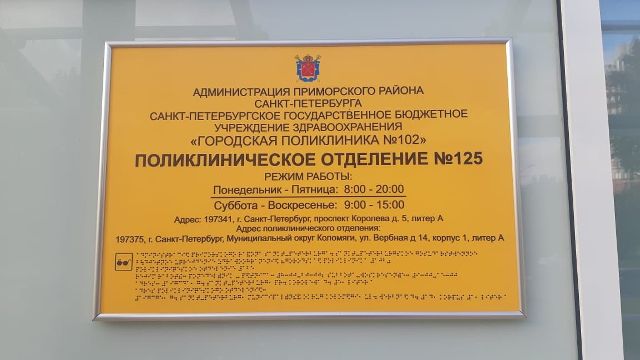 АДМИНИСТРАЦИЯ ПРИМОРСКОГО РАЙОНА
САНКТ-ПЕТЕРБУРГА
САНКТ-ПЕТЕРБУРГСКОЕ ГОСУДАРСТВЕННОЕ БЮДЖЕТНОЕ
УЧРЕЖДЕНИЕ ЗДРАВООХРАНЕНИЯ
«ГОРОДСКАЯ ПОЛИКЛИНИКА №102»
ПОЛИКЛИНИЧЕСКОЕ ОТДЕЛЕНИЕ №125
РЕЖИМ РАБОТЫ:
Понедельник - Пятница: 8:00 - 20:00
Суббота - Воскресенье: 9:00 - 15:00
Адрес: 197341, г. Санкт-Петербург, проспект Королева д. 5, литер А
Адрес поликлинического отделения:
197375, г. Санкт-Петербург, Муниципальный округ Коломяги, ул. Вербная д 14, корпус 1, литер А